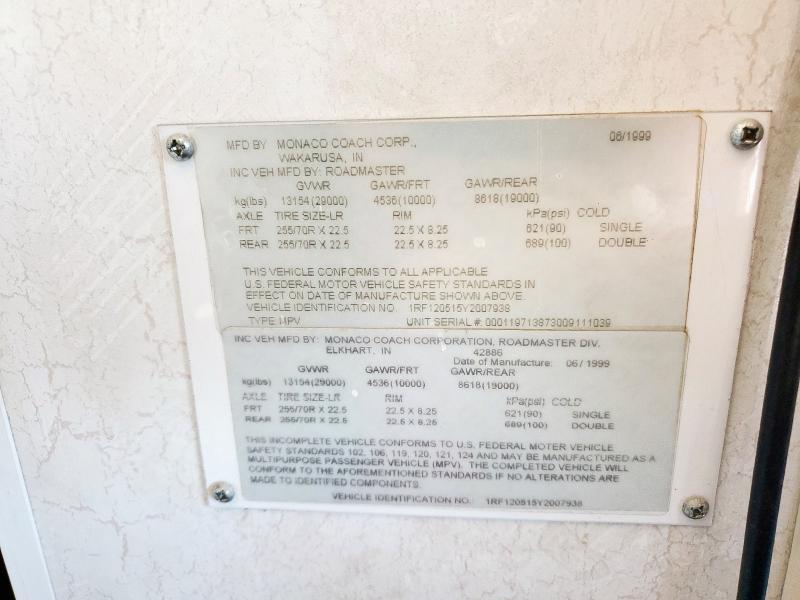 MFD BY MONACO COACH CORP., 06/1999
WAKARUSA, IN
INC VEH MFD BY: ROADMASTER
GVWR GAWR/FRT GAWR/REAR
kg(lbs) 13154(29000) 4536(10000) 8618(19000)
AXLE TIRE SIZE-LR RIM kPa(psi) COLD
FRT 255/70R X 22.5 22.5 X 8.25 621(90) SINGLE
REAR 255/70R X 22.5 22.5 X 8.25 689(100) DOUBLE
THIS VEHICLE CONFORMS TO ALL APPLICABLE
U.S. FEDERAL MOTOR VEHICLE SAFETY STANDARDS IN
EFFECT ON DATE OF MANUFACTURE SHOWN ABOVE.
VEHICLE IDENTIFICATION NO. 1RF120515Y2007938
TYPE: MPV UNIT SERIAL #: 000119713873009111039
INC VEH MFD BY: MONACO COACH CORPORATION, ROADMASTER DIV.
ELKHART, IN 42886
Date of Manufacture: 06 / 1999
GVWR GAWR/FRT GAWR/REAR
kg(lbs) 13154(29000) 4536(10000) 8618(19000)
AXLE TIRE SIZE-LR RIM kPa(psi) COLD
FRT 255/70R X 22.5 22.5 X 8.25 621(90) SINGLE
REAR 255/70R X 22.5 22.5 X 8.25 689(100) DOUBLE
THIS INCOMPLETE VEHICLE CONFORMS TO U.S. FEDERAL MOTER VEHICLE
SAFETY STANDARDS 102, 106, 119, 120, 121, 124 AND MAY BE MANUFACTURED AS A
MULTIPURPOSE PASSENGER VEHICLE (MPV). THE COMPLETED VEHICLE WILL
CONFORM TO THE AFOREMENTIONED STANDARDS IF NO ALTERATIONS ARE
MADE TO IDENTIFIED COMPONENTS.
VEHICLE IDENTIFICATION NO.: 1RF120515Y2007938